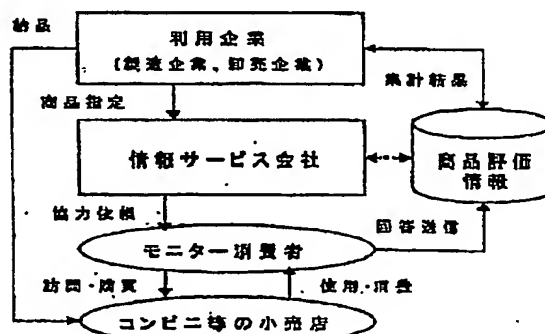 納品
利用企業
(製造企業、卸売企業)
集計結果
商品指定
情報サービス会社
商品評価
情報
協力依頼
回答送信
モニター消費者
訪問・購買
使用・消費
コンビニ等の小売店